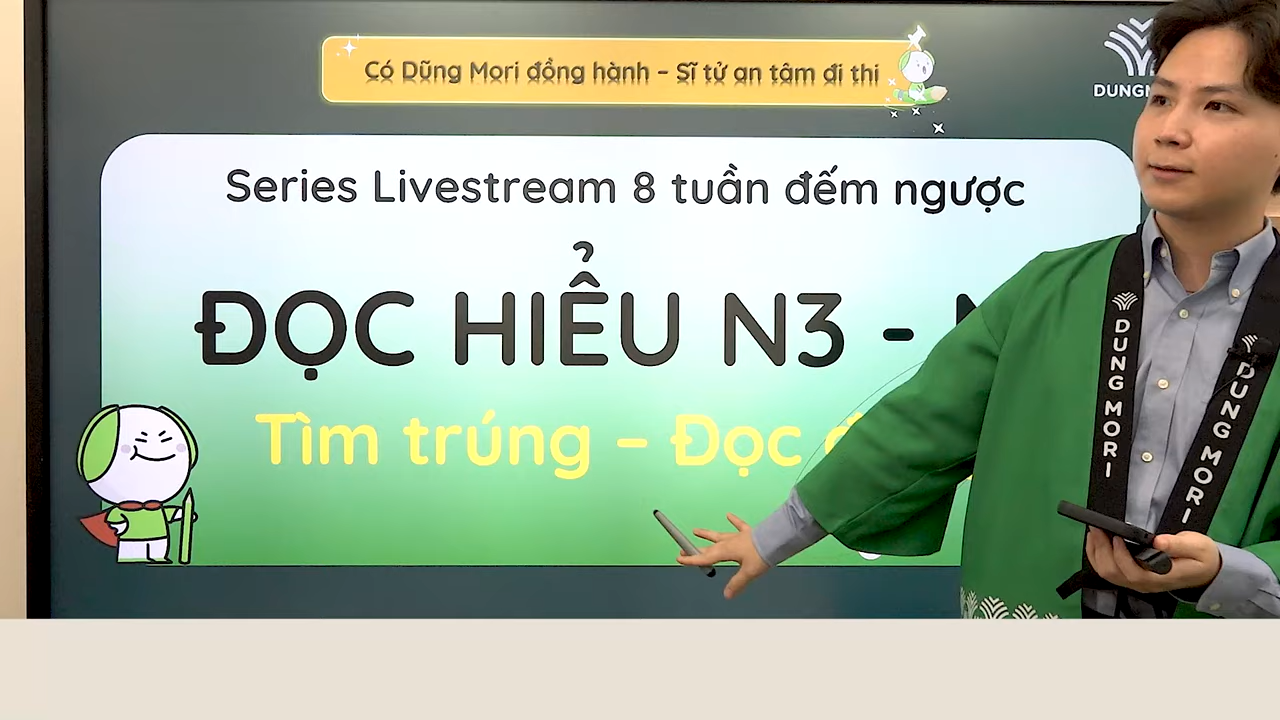 Có Dũng Mori đồng hành - Sĩ tử an tâm đi thi
DUNG
Series Livestream 8 tuần đếm ngược
ĐỌC HIỂU N3 -
Tìm trúng - Đọc
DUNG MORI
DUNG MORI